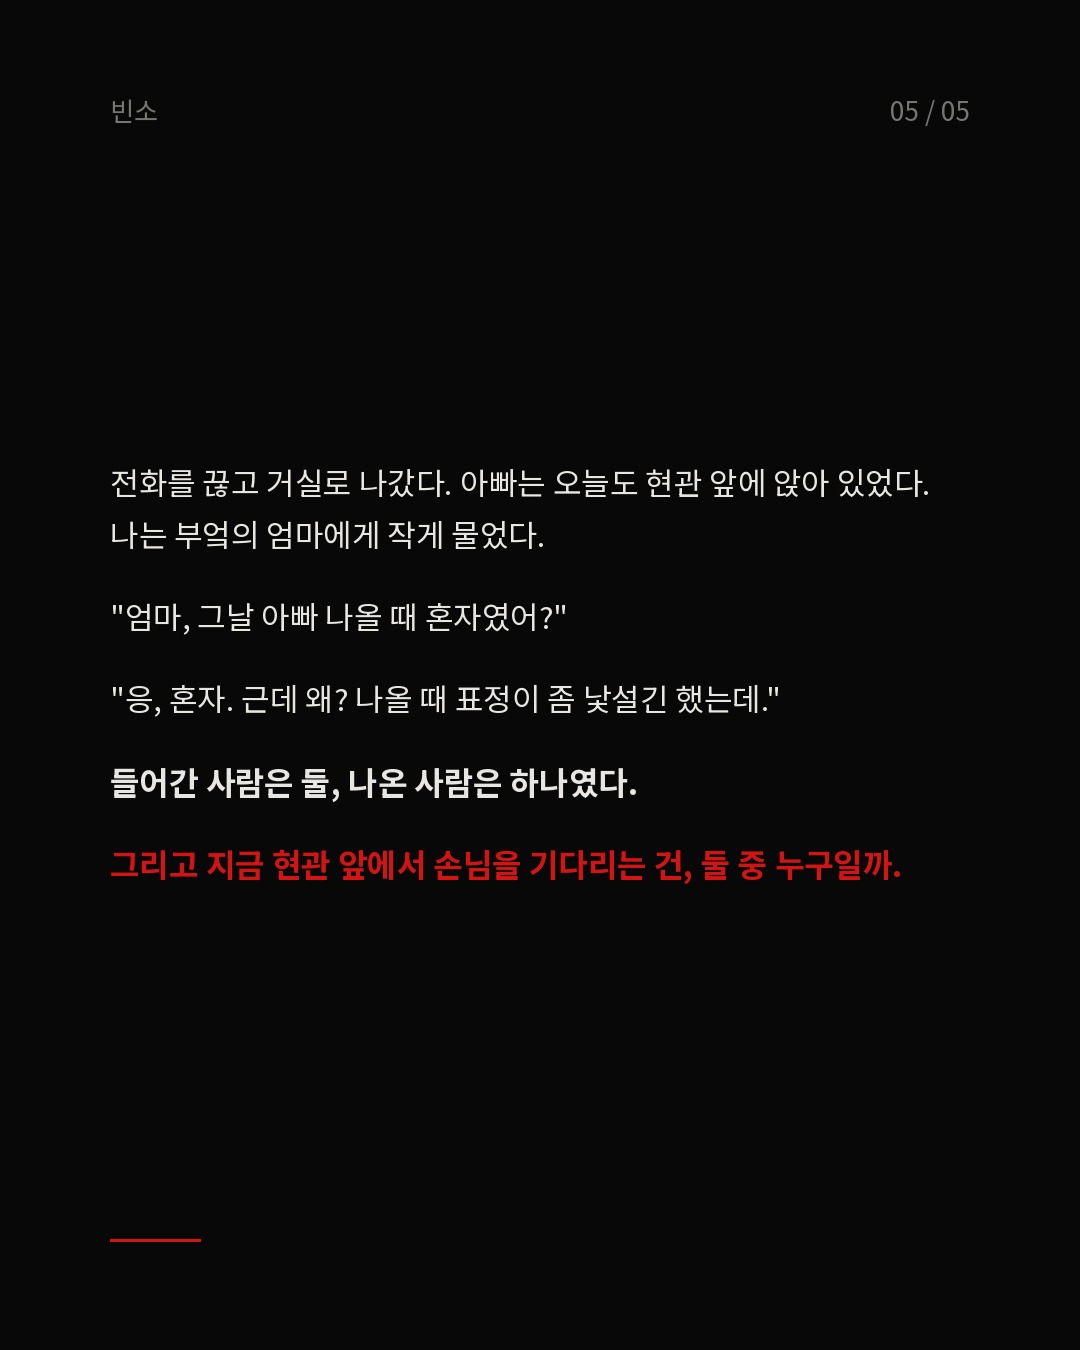 빈소
05 / 05
전화를 끊고 거실로 나갔다. 아빠는 오늘도 현관 앞에 앉아 있었다.
나는 부엌의 엄마에게 작게 물었다.
"엄마, 그날 아빠 나올 때 혼자였어?"
"응, 혼자. 근데 왜? 나올 때 표정이 좀 낯설긴 했는데."
들어간 사람은 둘, 나온 사람은 하나였다.
그리고 지금 현관 앞에서 손님을 기다리는 건, 둘 중 누구일까.